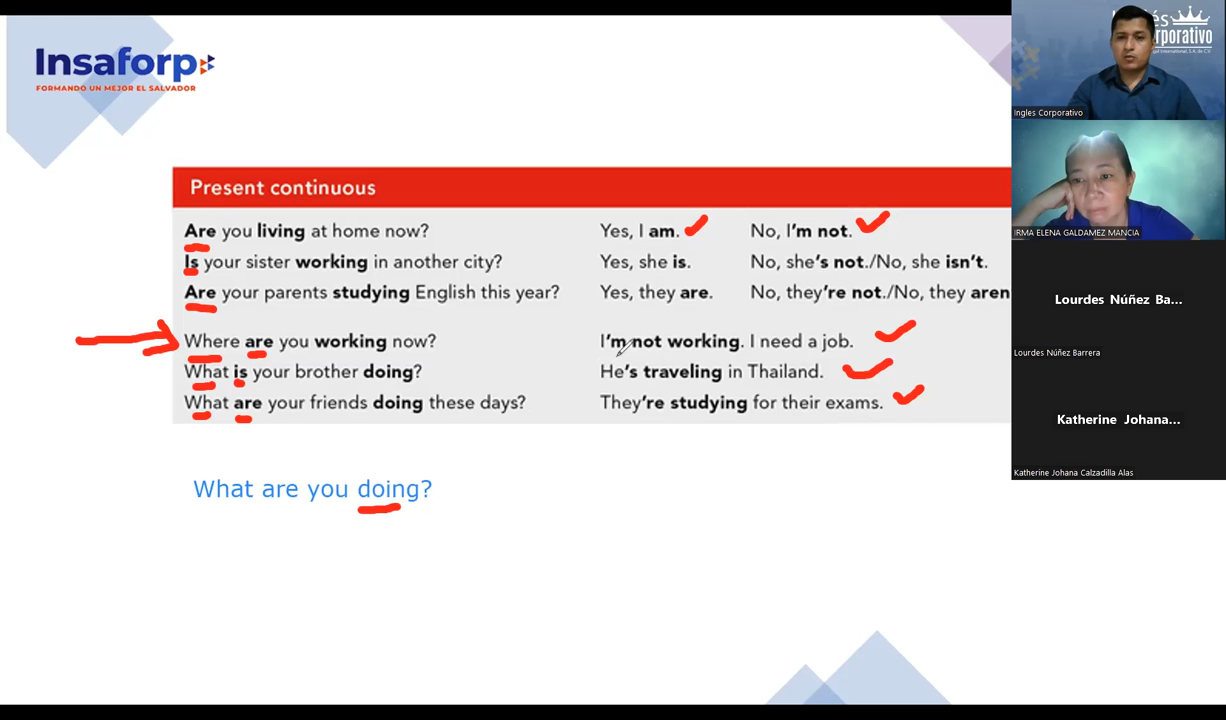 Insaforp
FORMANDO UN MEJOR EL SALVADOR
Present continuous
Are you living at home now? Yes, I am. No, I'm not.
Is your sister working in another city? Yes, she is. No, she's not./No, she isn't.
Are your parents studying English this year? Yes, they are. No, they're not./No, they aren
Where are you working now? I'm not working. I need a job.
What is your brother doing? He's traveling in Thailand.
What are your friends doing these days? They're studying for their exams.
What are you doing?
Ingles Corporativo
IRMA ELENA GALDAMEZ MANCIA
Lourdes Núñez Ba...
Lourdes Núñez Barrera
Katherine Johana...
Katherine Johana Calzadilla Alas